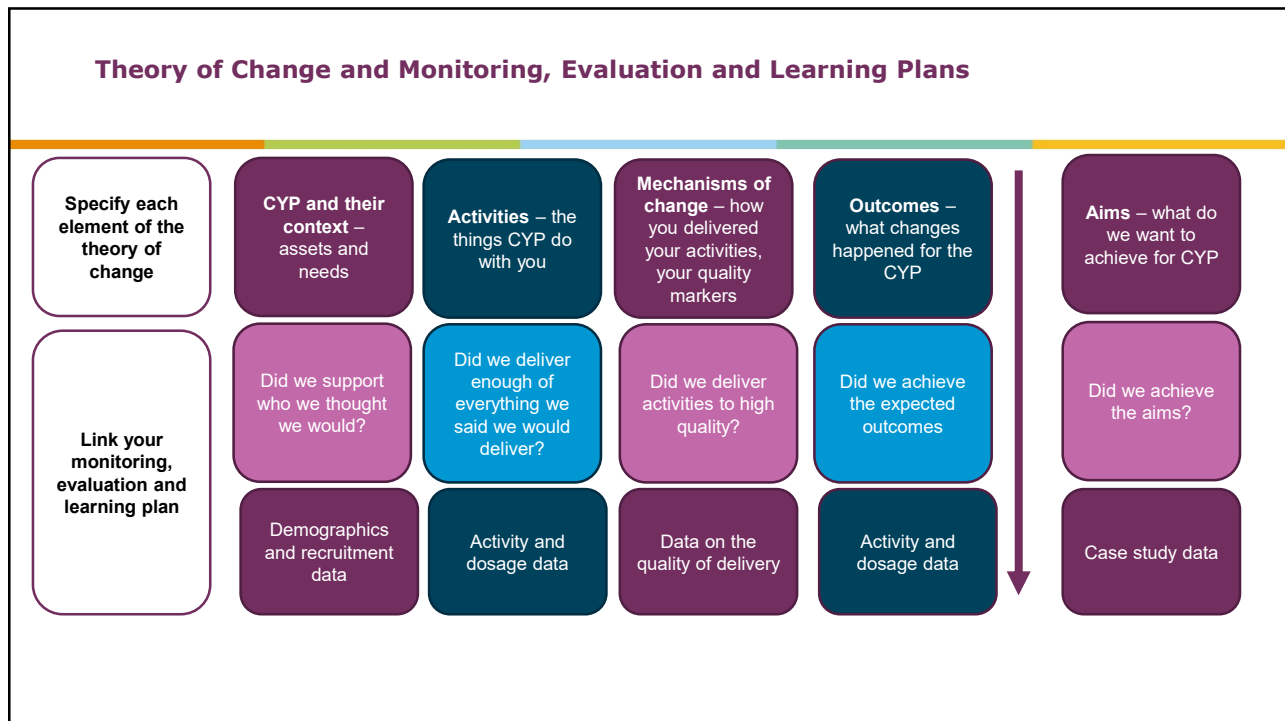 Theory of Change and Monitoring, Evaluation and Learning Plans
Specify each
element of the
theory of
change
CYP and their
context –
assets and
needs
Activities – the
things CYP do
with you
Mechanisms of
change – how
you delivered
your activities,
your quality
markers
Outcomes –
what changes
happened for the
CYP
Aims – what do
we want to
achieve for CYP
Link your
monitoring,
evaluation and
learning plan
Did we support
who we thought
we would?
Did we deliver
enough of
everything we
said we would
deliver?
Did we deliver
activities to high
quality?
Did we achieve
the expected
outcomes
Did we achieve
the aims?
Demographics
and recruitment
data
Activity and
dosage data
Data on the
quality of delivery
Activity and
dosage data
Case study data